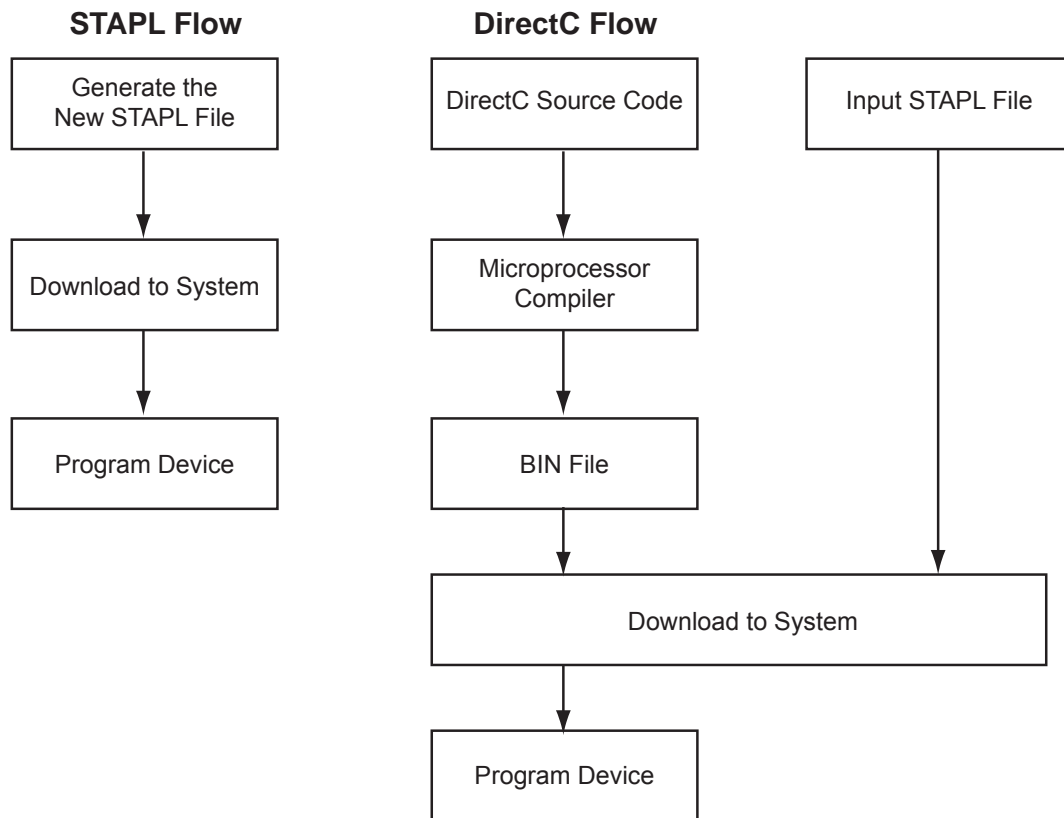 STAPL Flow
Generate the
New STAPL File
Download to System
Program Device
DirectC Flow
DirectC Source Code
Microprocessor
Compiler
BIN File
Input STAPL File
Download to System
Program Device